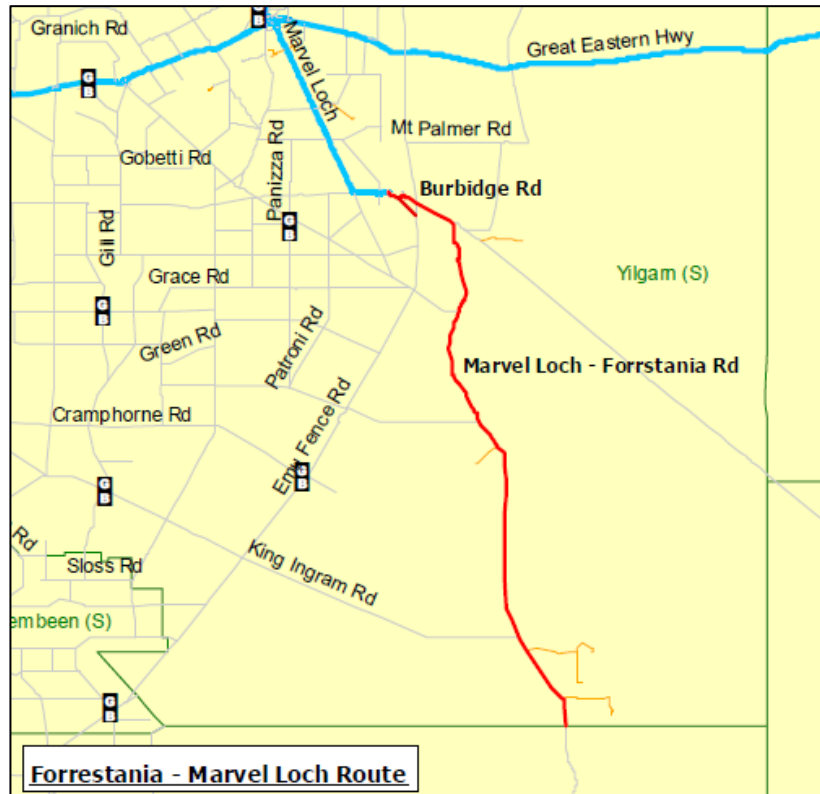 Granich Rd
Marvel Loch
Great Eastern Hwy
G
B
G
B
Mt Palmer Rd
Gobetti Rd
Panizza Rd
Burbidge Rd
G
B
Gill Rd
Grace Rd
Yilgarn (S)
G
B
Green Rd
Patroni Rd
Marvel Loch - Forrstania Rd
Cramphorne Rd
Emu Fence Rd
G
B
G
B
Rd
Sloss Rd
King Ingram Rd
embeen (S)
G
B
Forrestania - Marvel Loch Route